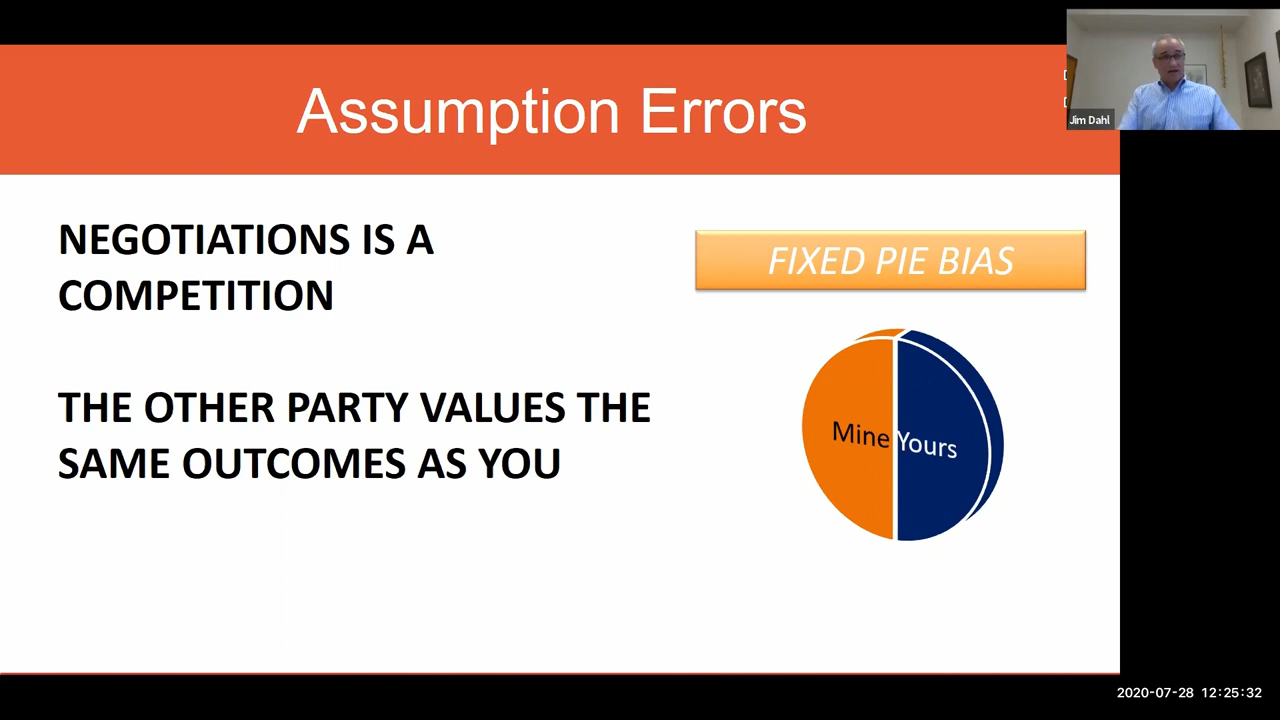 Assumption Errors
Jim Dahl
NEGOTIATIONS IS A
COMPETITION
THE OTHER PARTY VALUES THE
SAME OUTCOMES AS YOU
FIXED PIE BIAS
Mine Yours
2020-07-28 12:25:32